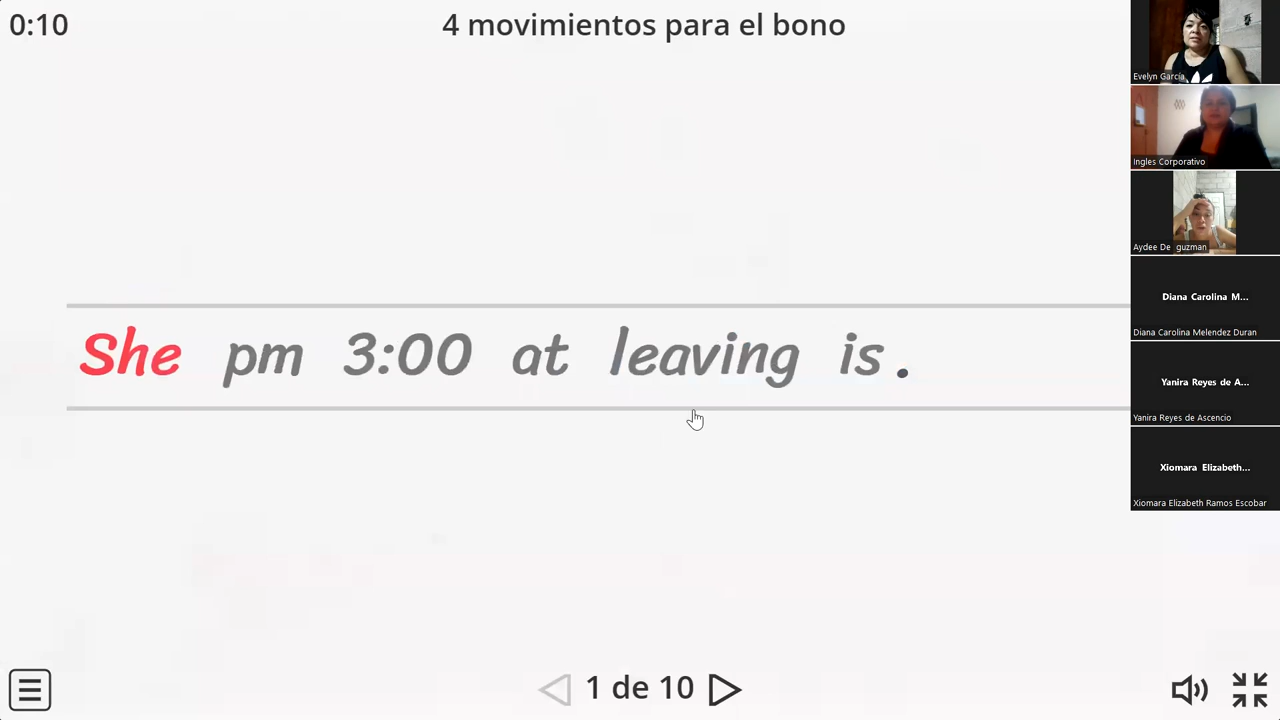 0:10
4 movimientos para el bono
Evelyn García
Ingles Corporativo
Aydee De guzman
She pm 3:00 at leaving is.
Diana Carolina M...
Diana Carolina Melendez Duran
Yanira Reyes de A...
Yanira Reyes de Ascencio
Xiomara Elizabeth...
Xiomara Elizabeth Ramos Escobar
1 de 10